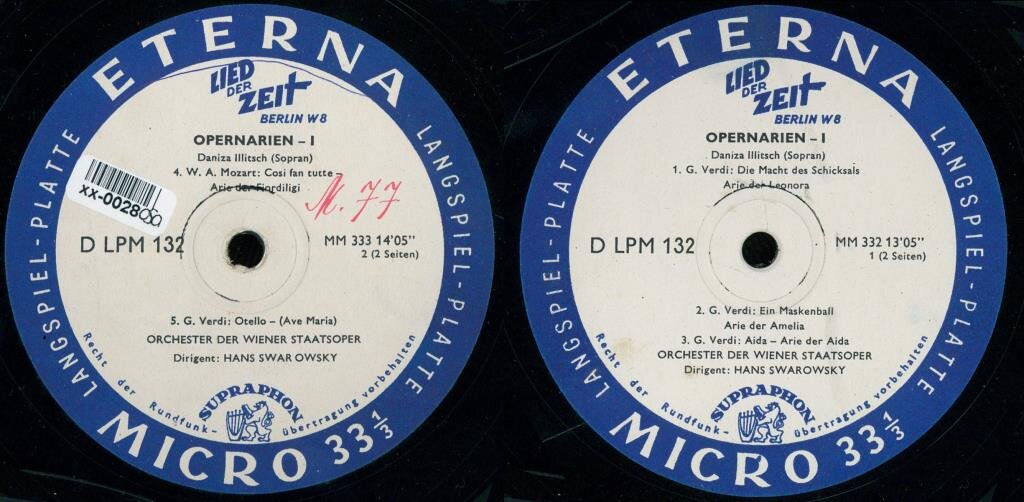 ETERNA
LIED
DER
ZEIT
BERLIN W8
OPERNARIEN – I
Daniza Illitsch (Sopran)
4. W. A. Mozart: Cosi fan tutte –
Arie der Fiordiligi
M. 77
XX-00280SA
D LPM 132
MM 333 14'05"
2 (2 Seiten)
5. G. Verdi: Otello – (Ave Maria)
ORCHESTER DER WIENER STAATSOPER
Dirigent: HANS SWAROWSKY
SUPRAPHON
Recht der Rundfunk- übertragung vorbehalten
LANGSPIEL-PLATTE
LANGSPIEL-PLATTE
MICRO 33 1/3
ETERNA
LIED
DER
ZEIT
BERLIN W8
OPERNARIEN – I
Daniza Illitsch (Sopran)
1. G. Verdi: Die Macht des Schicksals
Arie der Leonora
D LPM 132
MM 332 13'05"
1 (2 Seiten)
2. G. Verdi: Ein Maskenball
Arie der Amelia
3. G. Verdi: Aida – Arie der Aida
ORCHESTER DER WIENER STAATSOPER
Dirigent: HANS SWAROWSKY
SUPRAPHON
Recht der Rundfunk- übertragung vorbehalten
LANGSPIEL-PLATTE
LANGSPIEL-PLATTE
MICRO 33 1/3